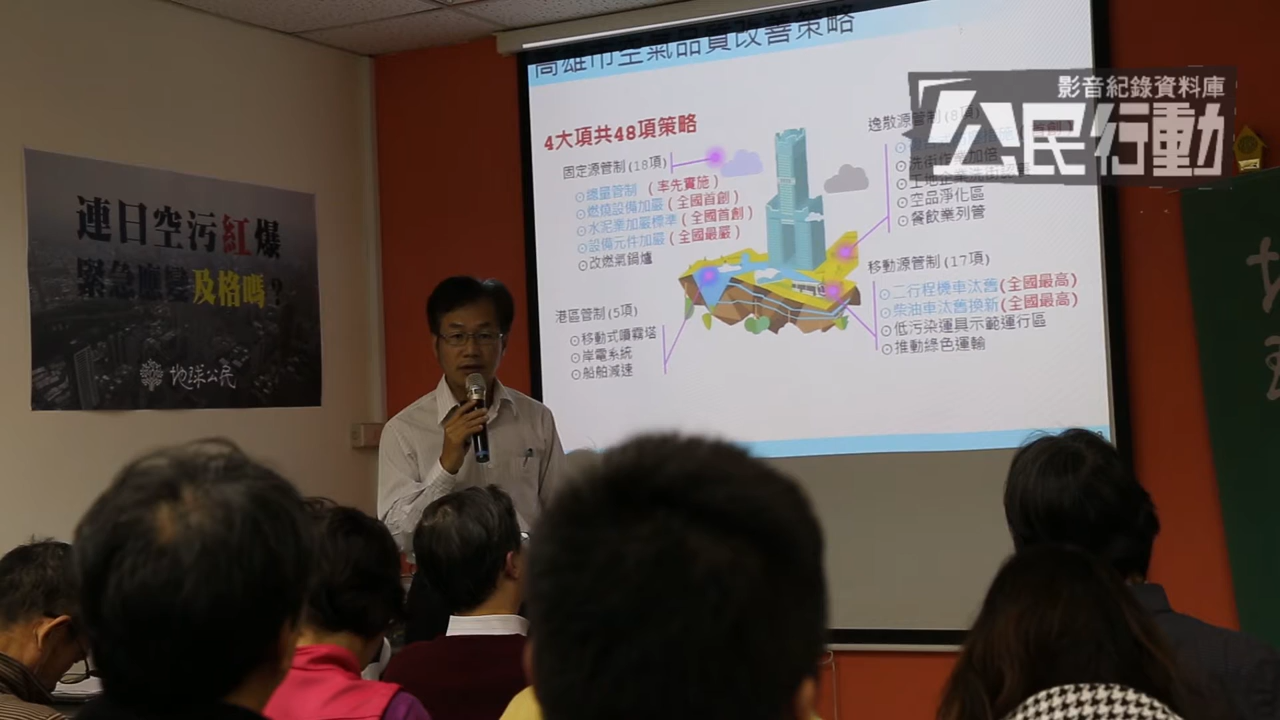 高雄市空氣品質改善策略
影音紀錄資料庫
公民行動
4大項共48項策略
固定源管制(18項)
⊙總量管制 (率先實施)
⊙燃燒設備加嚴(全國首創)
⊙水泥業加嚴標準(全國首創)
⊙設備元件加嚴(全國最嚴)
⊙改燃氣鍋爐
港區管制(5項)
⊙移動式噴霧塔
⊙岸電系統
⊙船舶減速
逸散源管制(8項)
⊙空品淨化區
⊙餐飲業列管
移動源管制(17項)
⊙二行程機車汰舊(全國最高)
⊙柴油車汰舊換新(全國最高)
⊙低污染運具示範運行區
⊙推動綠色運輸
連日空污紅爆
緊急應變及格嗎?
地球公民